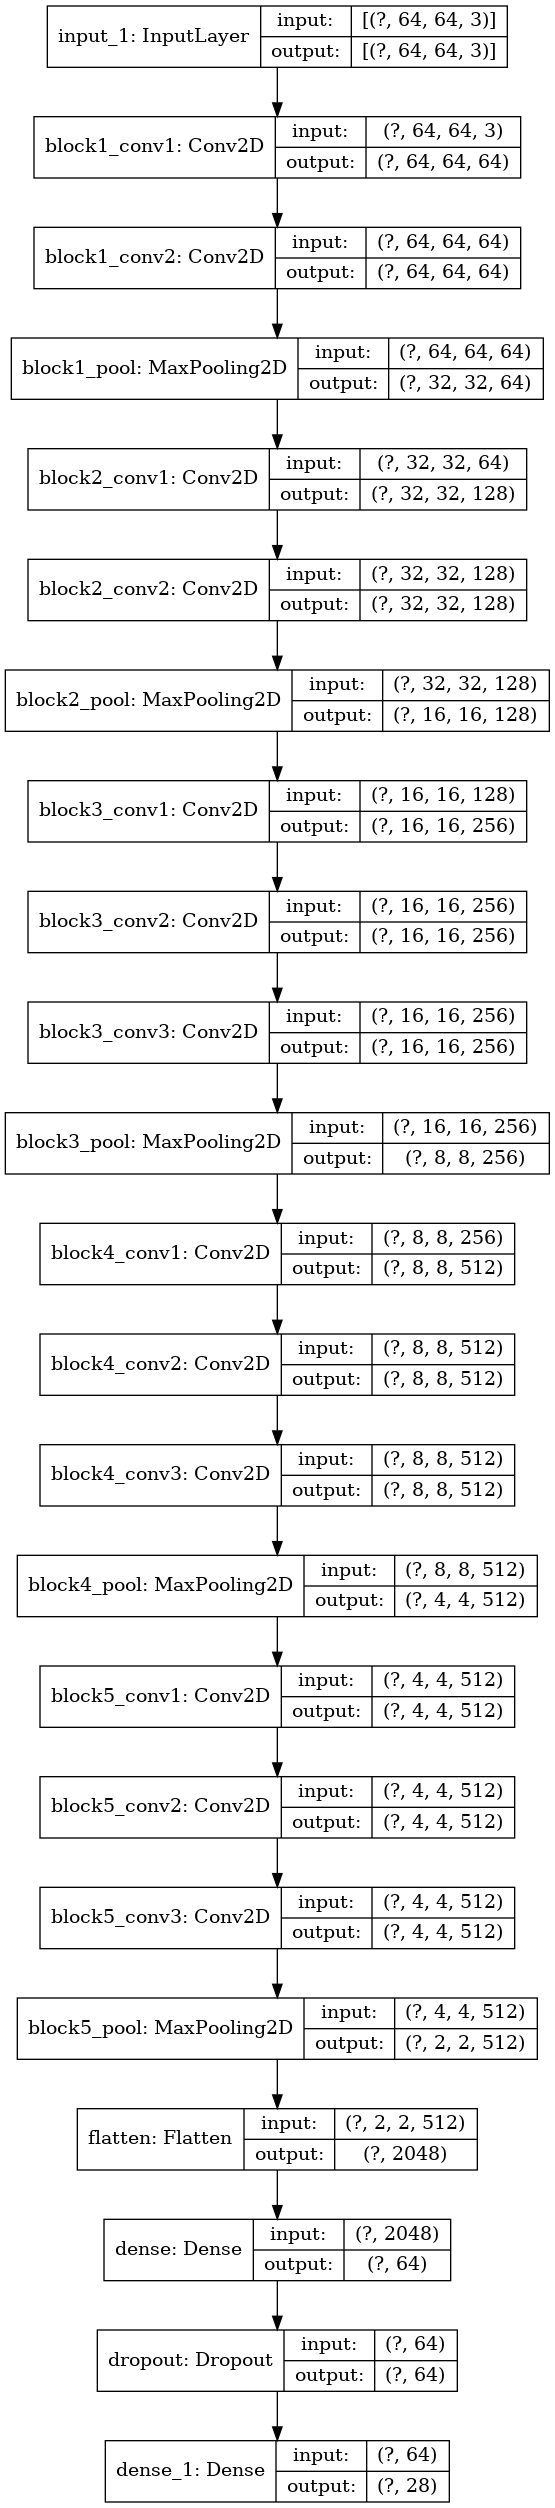 input_1: InputLayer
input: [(?, 64, 64, 3)]
output: [(?, 64, 64, 3)]
block1_conv1: Conv2D
input: (?, 64, 64, 3)
output: (?, 64, 64, 64)
block1_conv2: Conv2D
input: (?, 64, 64, 64)
output: (?, 64, 64, 64)
block1_pool: MaxPooling2D
input: (?, 64, 64, 64)
output: (?, 32, 32, 64)
block2_conv1: Conv2D
input: (?, 32, 32, 64)
output: (?, 32, 32, 128)
block2_conv2: Conv2D
input: (?, 32, 32, 128)
output: (?, 32, 32, 128)
block2_pool: MaxPooling2D
input: (?, 32, 32, 128)
output: (?, 16, 16, 128)
block3_conv1: Conv2D
input: (?, 16, 16, 128)
output: (?, 16, 16, 256)
block3_conv2: Conv2D
input: (?, 16, 16, 256)
output: (?, 16, 16, 256)
block3_conv3: Conv2D
input: (?, 16, 16, 256)
output: (?, 16, 16, 256)
block3_pool: MaxPooling2D
input: (?, 16, 16, 256)
output: (?, 8, 8, 256)
block4_conv1: Conv2D
input: (?, 8, 8, 256)
output: (?, 8, 8, 512)
block4_conv2: Conv2D
input: (?, 8, 8, 512)
output: (?, 8, 8, 512)
block4_conv3: Conv2D
input: (?, 8, 8, 512)
output: (?, 8, 8, 512)
block4_pool: MaxPooling2D
input: (?, 8, 8, 512)
output: (?, 4, 4, 512)
block5_conv1: Conv2D
input: (?, 4, 4, 512)
output: (?, 4, 4, 512)
block5_conv2: Conv2D
input: (?, 4, 4, 512)
output: (?, 4, 4, 512)
block5_conv3: Conv2D
input: (?, 4, 4, 512)
output: (?, 4, 4, 512)
block5_pool: MaxPooling2D
input: (?, 4, 4, 512)
output: (?, 2, 2, 512)
flatten: Flatten
input: (?, 2, 2, 512)
output: (?, 2048)
dense: Dense
input: (?, 2048)
output: (?, 64)
dropout: Dropout
input: (?, 64)
output: (?, 64)
dense_1: Dense
input: (?, 64)
output: (?, 28)